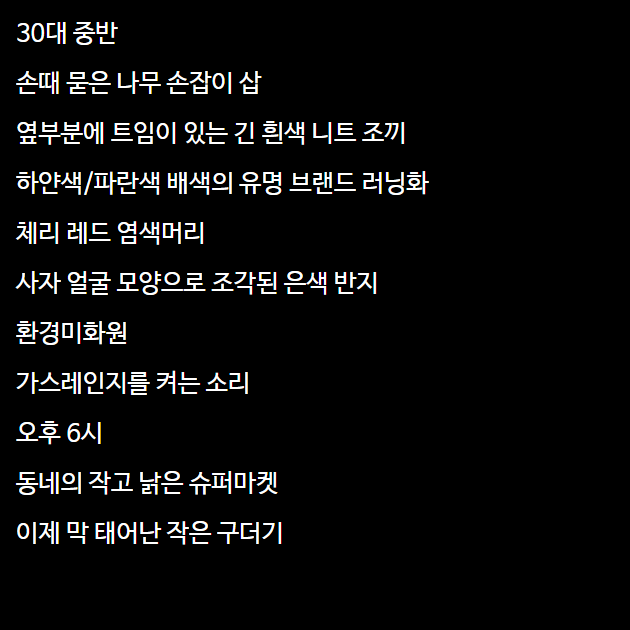 30대 중반
손때 묻은 나무 손잡이 삽
옆부분에 트임이 있는 긴 흰색 니트 조끼
하얀색/파란색 배색의 유명 브랜드 러닝화
체리 레드 염색머리
사자 얼굴 모양으로 조각된 은색 반지
환경미화원
가스레인지를 켜는 소리
오후 6시
동네의 작고 낡은 슈퍼마켓
이제 막 태어난 작은 구더기